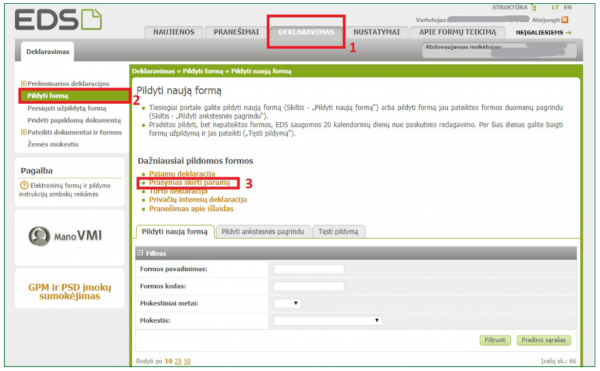 EDS
STRUKTŪRA LT EN
Vartotojas: Atsijungti
NAUJIENOS PRANEŠIMAI DEKLARAVIMAS NUSTATYMAI APIE FORMŲ TEIKIMĄ NEĮGALIESIEMS →
1
Atstovaujamas mokėtojas:
Deklaravimas
Deklaravimas » Pildyti formą » Pildyti naują formą
Preliminarios deklaracijos
Pildyti formą
2
Persiųsti užpildytą formą
Pridėti papildomą dokumentą
Pateikti dokumentai ir formos
Žemės mokestis
Pagalba
Elektroninių formų ir pildymo
instrukcijų simbolių reikšmės
Mano VMI
GPM ir PSD įmokų
sumokėjimas
Pildyti naują formą
Tiesiogiai portale galite pildyti naują formą (Skiltis - „Pildyti naują formą") arba pildyti formą jau pateiktos formos duomenų pagrindu
(Skiltis - „Pildyti ankstesnės pagrindu").
Pradėtos pildyti, bet nepateiktos formos, EDS saugomos 20 kalendorinių dienų nuo paskutinio redagavimo. Per šias dienas galite baigti
formų užpildymą ir jas pateikti („Tęsti pildymą").
Dažniausiai pildomos formos
Pajamų deklaracija
Prašymas skirti paramą
3
Turto deklaracija
Privačių interesų deklaracija
Pranešimas apie išlaidas
Pildyti naują formą Pildyti ankstesnės pagrindu Tęsti pildymą
Filtras
Formos pavadinimas:
Formos kodas:
Mokestiniai metai:
Mokestis:
Filtruoti Pradinis sąrašas
Rodyti po 10 25 50
Įrašų sk.: 66